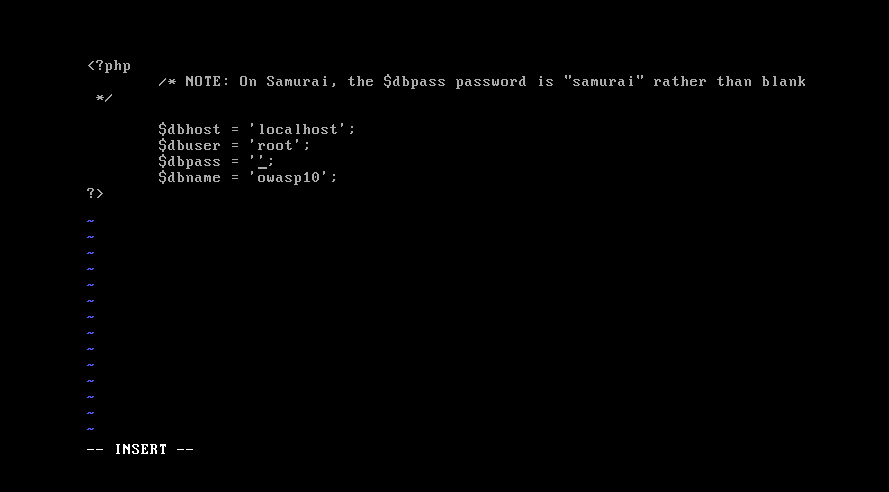 <?php
/* NOTE: On Samurai, the $dbpass password is "samurai" rather than blank
*/
$dbhost = 'localhost';
$dbuser = 'root';
$dbpass = '';
$dbname = 'owasp10';
?>
~
~
~
~
~
~
~
~
~
~
~
~
~
~
-- INSERT --